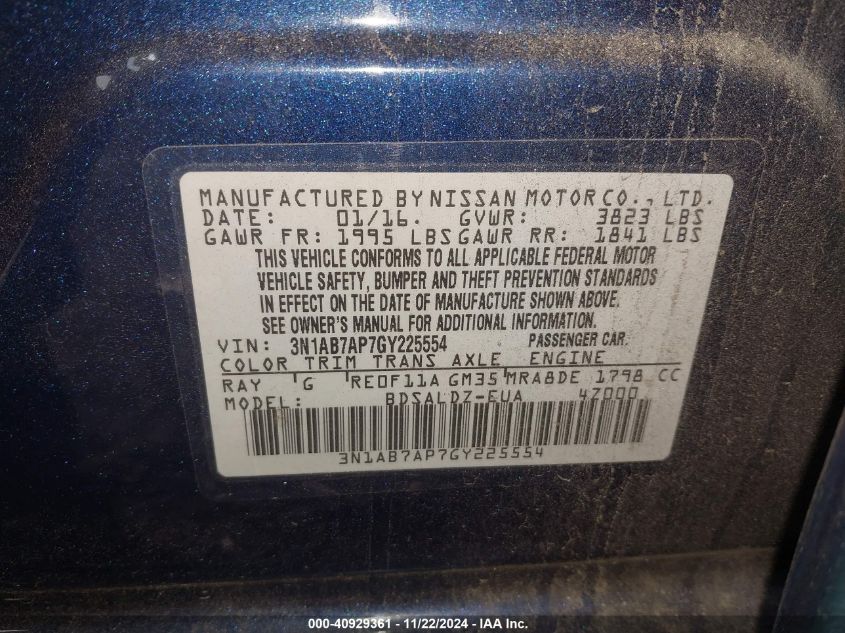 MANUFACTURED BY NISSAN MOTOR CO., LTD.
DATE: 01/16. GVWR: 3823 LBS
GAWR FR: 1995 LBS GAWR RR: 1841 LBS
THIS VEHICLE CONFORMS TO ALL APPLICABLE FEDERAL MOTOR
VEHICLE SAFETY, BUMPER AND THEFT PREVENTION STANDARDS
IN EFFECT ON THE DATE OF MANUFACTURE SHOWN ABOVE.
SEE OWNER'S MANUAL FOR ADDITIONAL INFORMATION.
VIN: 3N1AB7AP7GY225554 PASSENGER CAR.
COLOR TRIM TRANS AXLE ENGINE
RAY G RE0F11A GM35 MRA8DE 1798 CC
MODEL: BDSALDZ-EUA 47000
3N1AB7AP7GY225554
000-40929361 - 11/22/2024 - IAA Inc.